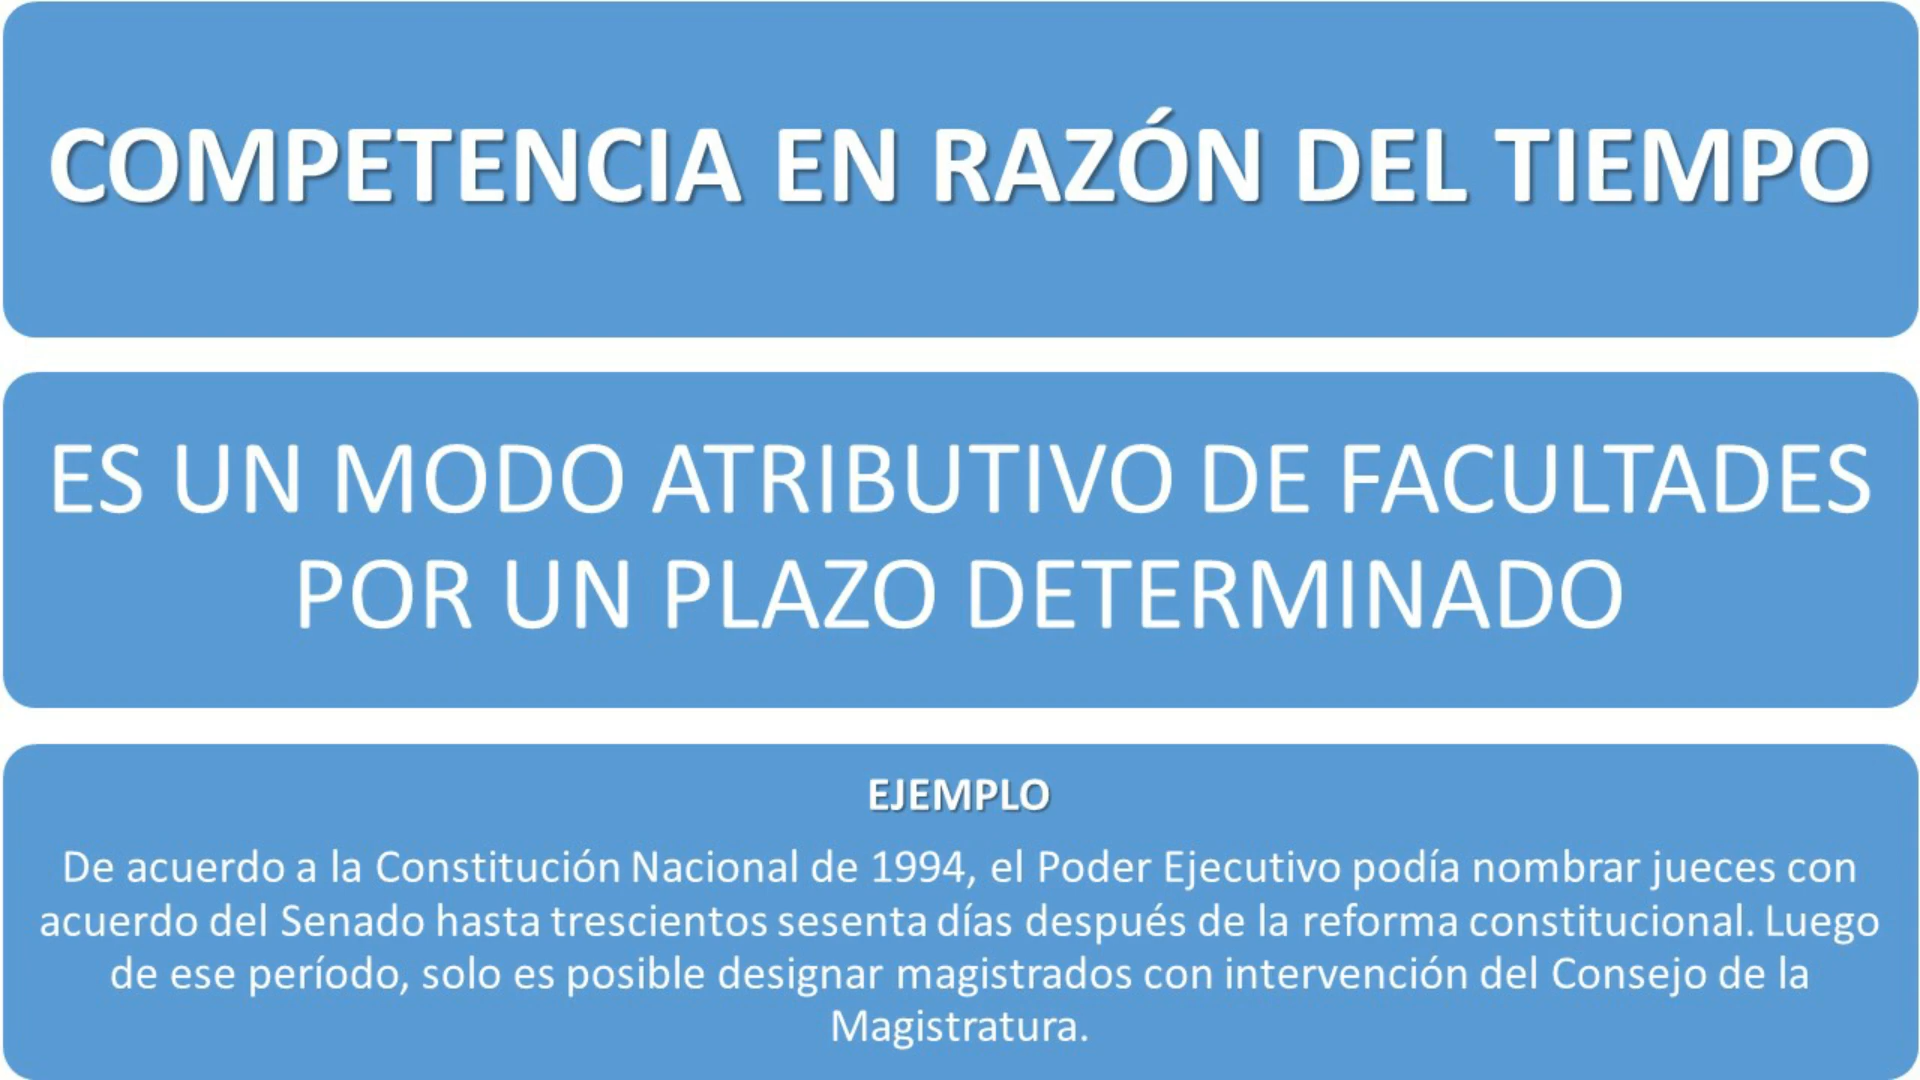 COMPETENCIA EN RAZÓN DEL TIEMPO
ES UN MODO ATRIBUTIVO DE FACULTADES
POR UN PLAZO DETERMINADO
EJEMPLO
De acuerdo a la Constitución Nacional de 1994, el Poder Ejecutivo podía nombrar jueces con
acuerdo del Senado hasta trescientos sesenta días después de la reforma constitucional. Luego
de ese período, solo es posible designar magistrados con intervención del Consejo de la
Magistratura.